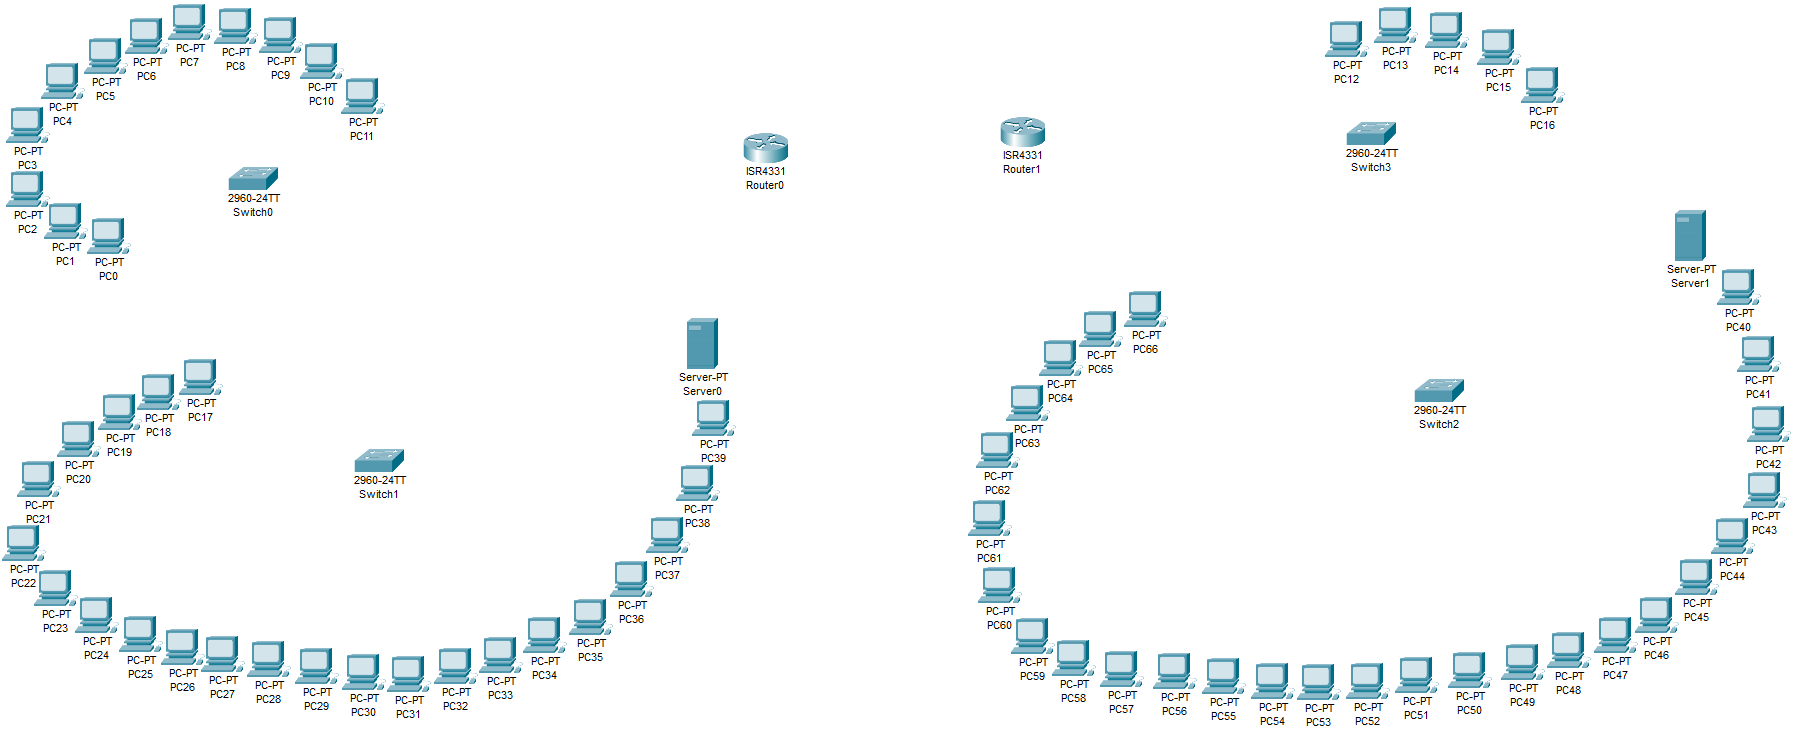 PC-PT
PC0
PC-PT
PC1
PC-PT
PC2
PC-PT
PC3
PC-PT
PC4
PC-PT
PC5
PC-PT
PC6
PC-PT
PC7
PC-PT
PC8
PC-PT
PC9
PC-PT
PC10
PC-PT
PC11
2960-24TT
Switch0
ISR4331
Router0
ISR4331
Router1
PC-PT
PC12
PC-PT
PC13
PC-PT
PC14
PC-PT
PC15
PC-PT
PC16
2960-24TT
Switch3
PC-PT
PC17
PC-PT
PC18
PC-PT
PC19
PC-PT
PC20
PC-PT
PC21
PC-PT
PC22
PC-PT
PC23
PC-PT
PC24
PC-PT
PC25
PC-PT
PC26
PC-PT
PC27
PC-PT
PC28
PC-PT
PC29
PC-PT
PC30
PC-PT
PC31
PC-PT
PC32
PC-PT
PC33
PC-PT
PC34
PC-PT
PC35
PC-PT
PC36
PC-PT
PC37
PC-PT
PC38
PC-PT
PC39
Server-PT
Server0
2960-24TT
Switch1
Server-PT
Server1
PC-PT
PC40
PC-PT
PC41
PC-PT
PC42
PC-PT
PC43
PC-PT
PC44
PC-PT
PC45
PC-PT
PC46
PC-PT
PC47
PC-PT
PC48
PC-PT
PC49
PC-PT
PC50
PC-PT
PC51
PC-PT
PC52
PC-PT
PC53
PC-PT
PC54
PC-PT
PC55
PC-PT
PC56
PC-PT
PC57
PC-PT
PC58
PC-PT
PC59
PC-PT
PC60
PC-PT
PC61
PC-PT
PC62
PC-PT
PC63
PC-PT
PC64
PC-PT
PC65
PC-PT
PC66
2960-24TT
Switch2